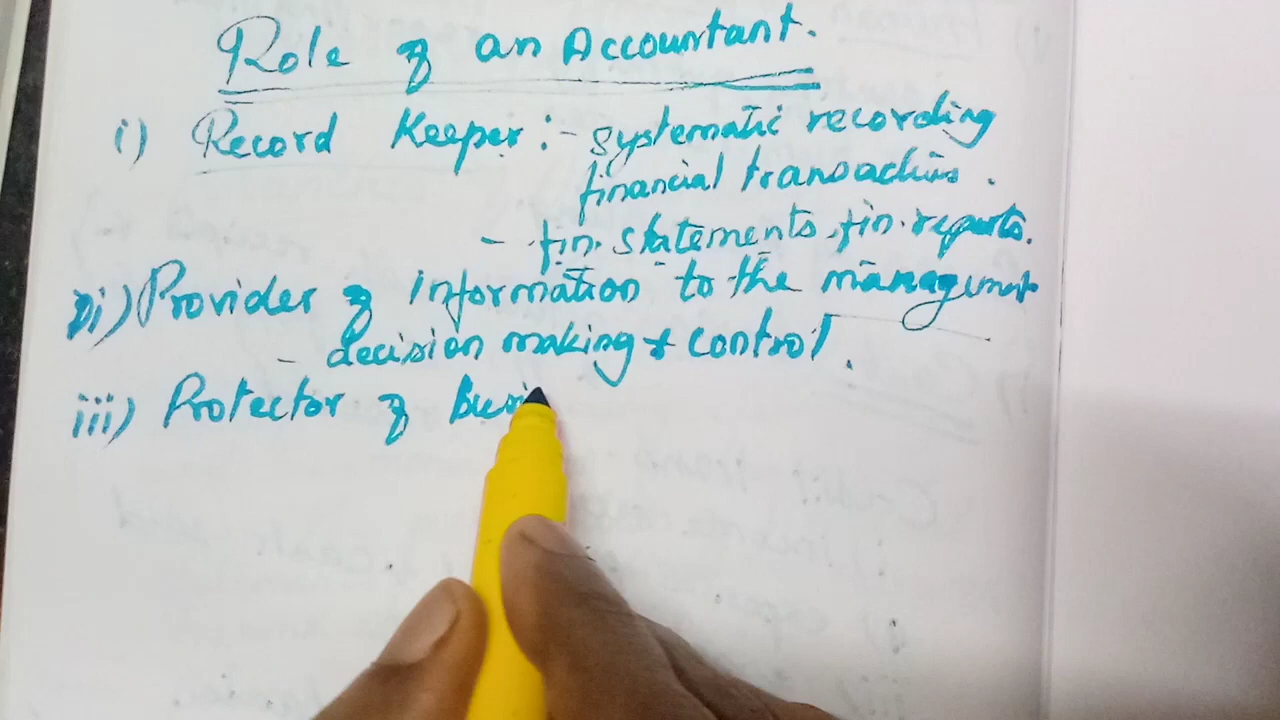 Role of an Accountant.
i) Record Keeper :- systematic recording
financial transactions.
- fin. statements, fin. reports.
ii) Provider of information to the management
- decision making & control.
iii) Protector of Busi